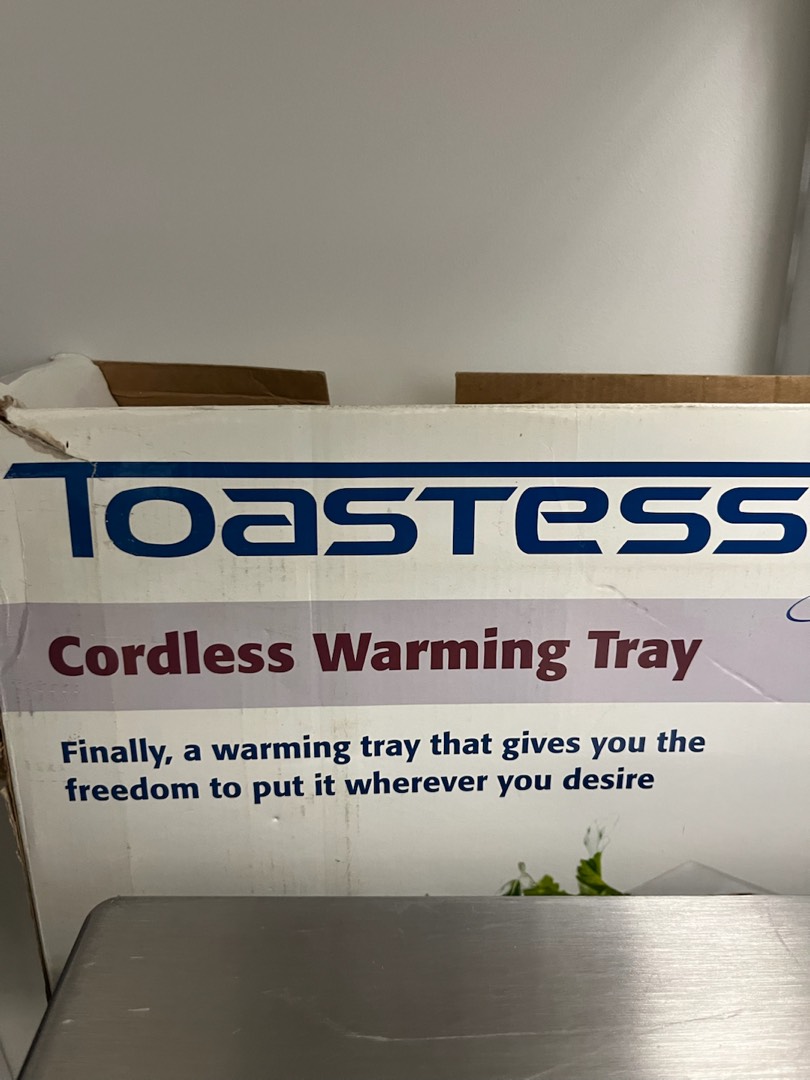 Toastess
Cordless Warming Tray
Finally, a warming tray that gives you the
freedom to put it wherever you desire